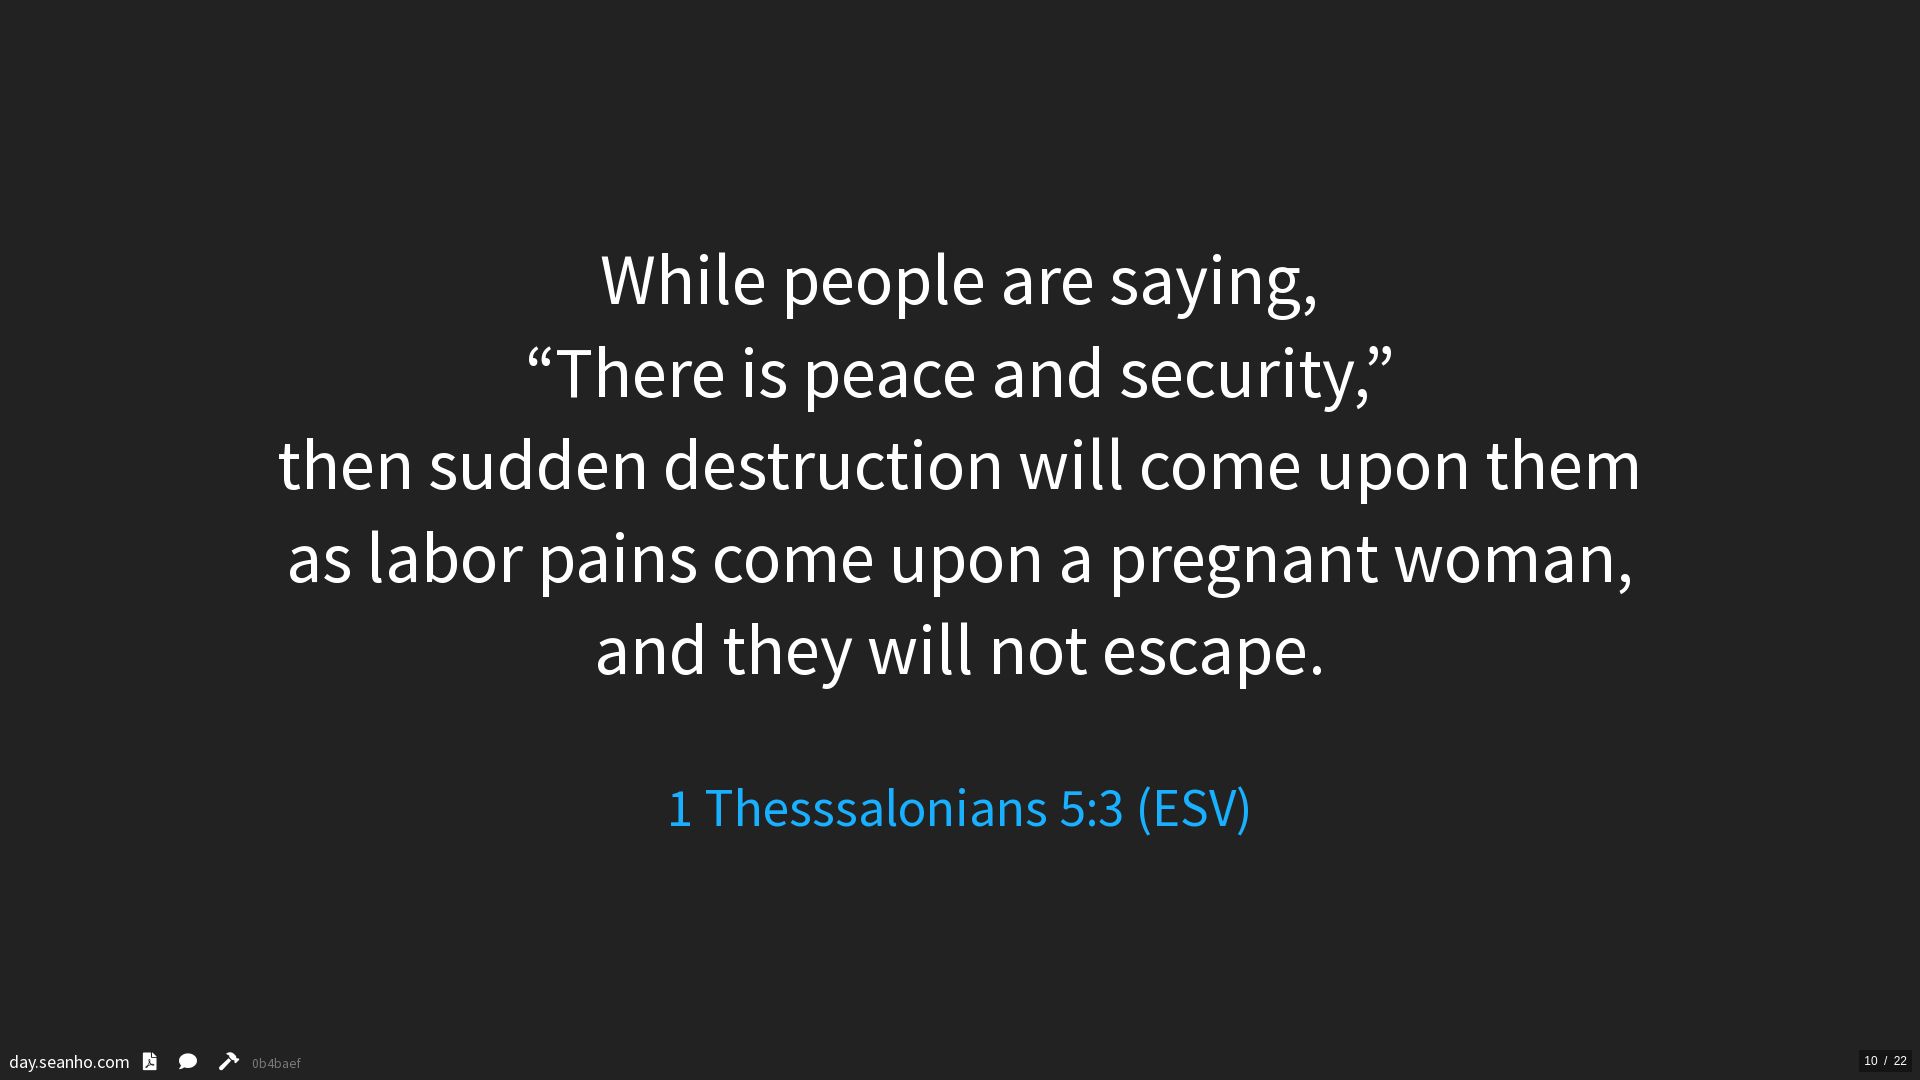 While people are saying,
“There is peace and security,”
then sudden destruction will come upon them
as labor pains come upon a pregnant woman,
and they will not escape.
1 Thesssalonians 5:3 (ESV)
day.seanho.com 0b4baef
10 / 22